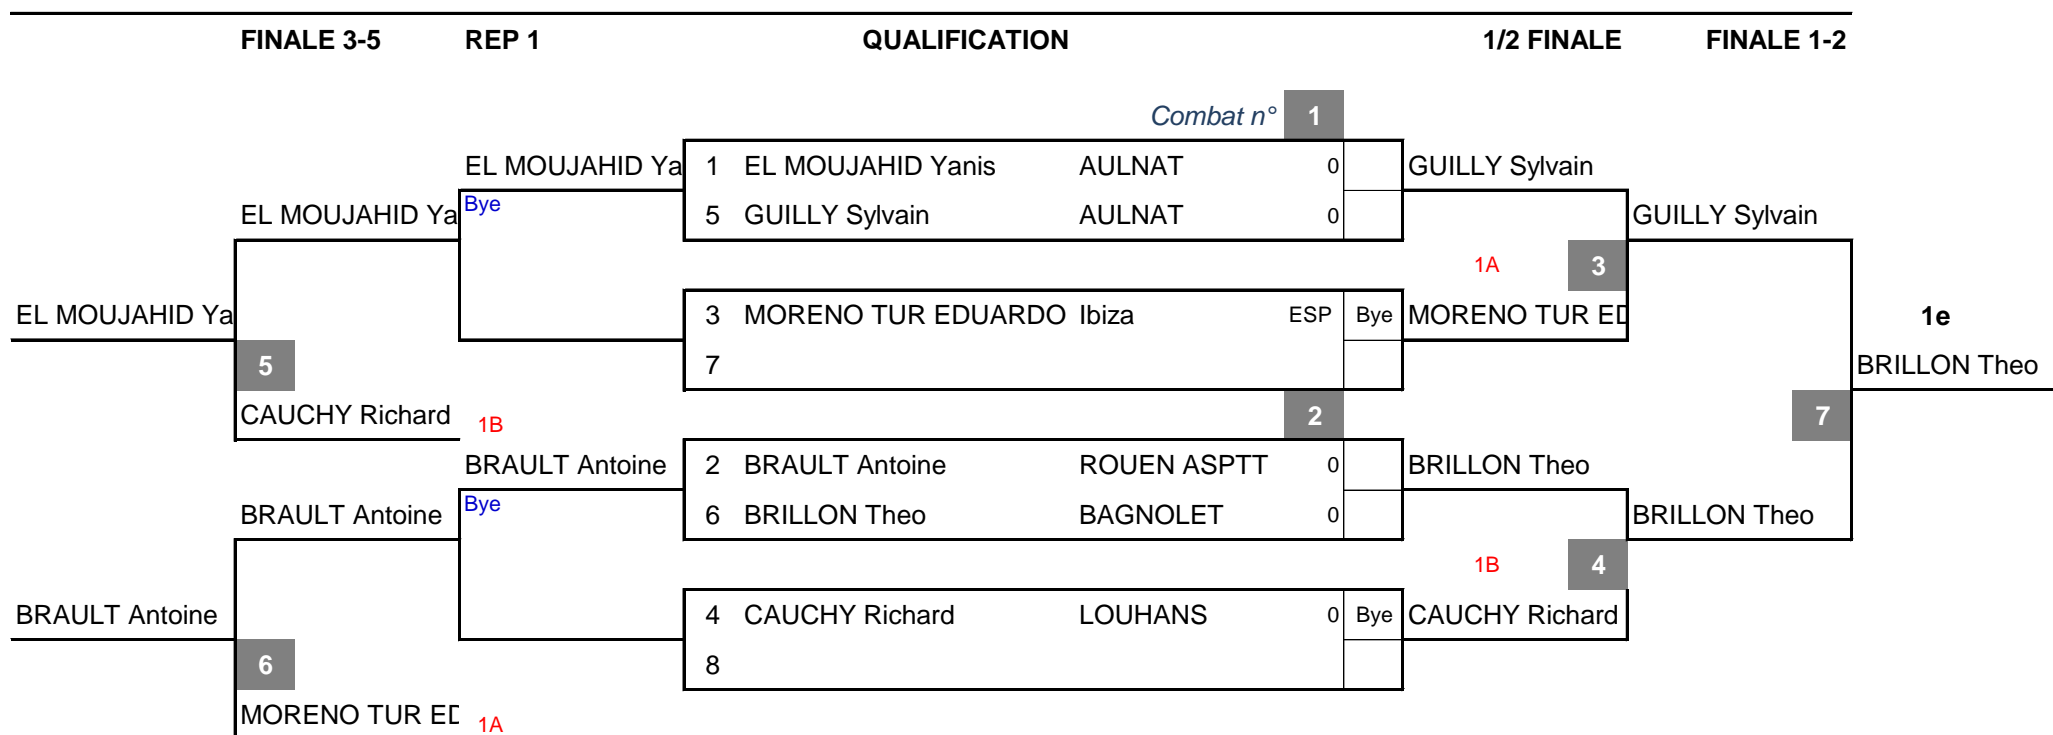 FINALE 3-5 REP 1 QUALIFICATION 1/2 FINALE FINALE 1-2
Combat n° 1
EL MOUJAHID Ya 1 EL MOUJAHID Yanis AULNAT 0 GUILLY Sylvain
EL MOUJAHID Ya Bye 5 GUILLY Sylvain AULNAT 0 GUILLY Sylvain
1A 3
EL MOUJAHID Ya 3 MORENO TUR EDUARDO Ibiza ESP Bye MORENO TUR ED 1e
5 7 BRILLON Theo
CAUCHY Richard 1B 2 7
BRAULT Antoine 2 BRAULT Antoine ROUEN ASPTT 0 BRILLON Theo
BRAULT Antoine Bye 6 BRILLON Theo BAGNOLET 0 BRILLON Theo
1B 4
BRAULT Antoine 4 CAUCHY Richard LOUHANS 0 Bye CAUCHY Richard
6 8
MORENO TUR ED 1A